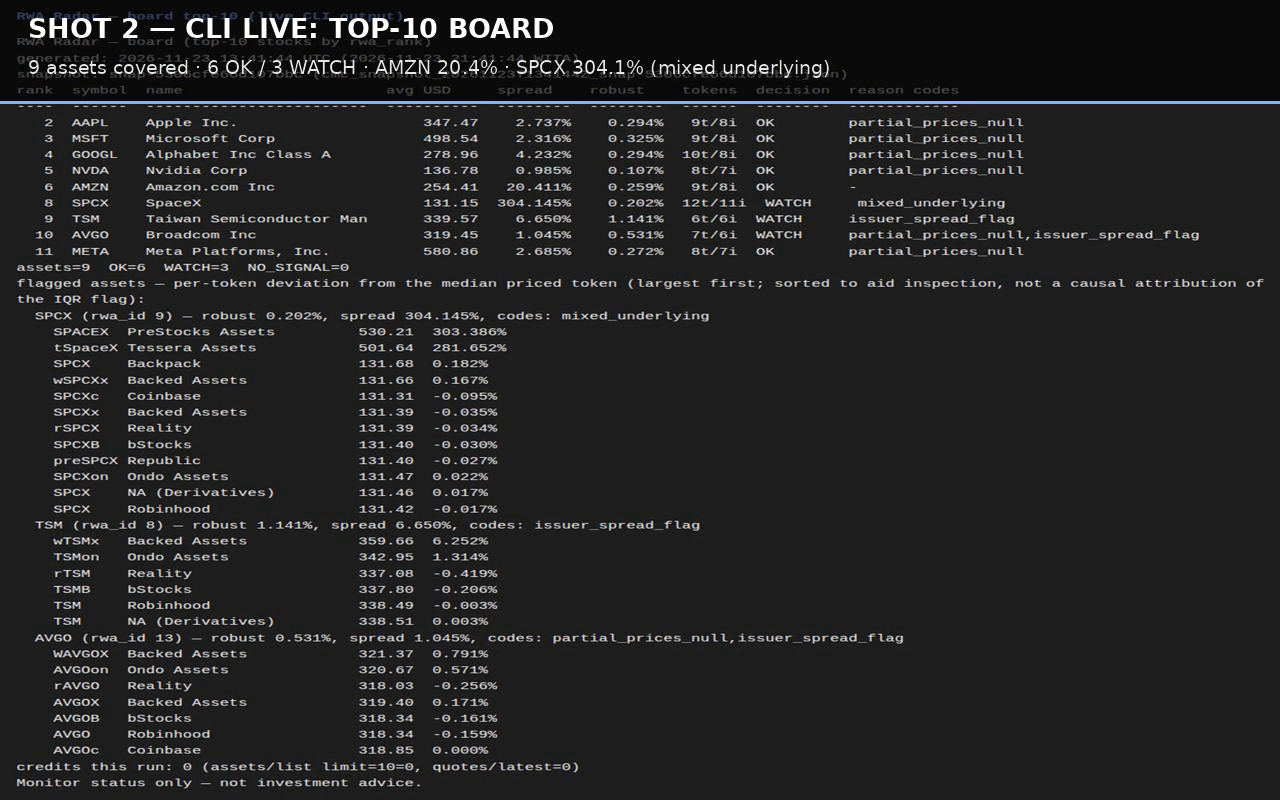 RWA Radar — board top-10 (live CLI output)
SHOT 2 — CLI LIVE: TOP-10 BOARD
RWA Radar — board (top-10 stocks by rwa_rank)
9 assets covered · 6 OK / 3 WATCH · AMZN 20.4% · SPCX 304.1% (mixed underlying)
rank symbol name avg USD spread robust tokens decision reason codes
2 AAPL Apple Inc. 347.47 2.737% 0.294% 9t/8i OK partial_prices_null
3 MSFT Microsoft Corp 498.54 2.316% 0.325% 9t/8i OK partial_prices_null
4 GOOGL Alphabet Inc Class A 278.96 4.232% 0.294% 10t/8i OK partial_prices_null
5 NVDA Nvidia Corp 136.78 0.985% 0.107% 8t/7i OK partial_prices_null
6 AMZN Amazon.com Inc 254.41 20.411% 0.259% 9t/8i OK -
8 SPCX SpaceX 131.15 304.145% 0.202% 12t/11i WATCH mixed_underlying
9 TSM Taiwan Semiconductor Man 339.57 6.650% 1.141% 6t/6i WATCH issuer_spread_flag
10 AVGO Broadcom Inc 319.45 1.045% 0.531% 7t/6i WATCH partial_prices_null,issuer_spread_flag
11 META Meta Platforms, Inc. 580.86 2.685% 0.272% 8t/7i OK partial_prices_null
assets=9 OK=6 WATCH=3 NO_SIGNAL=0
flagged assets — per-token deviation from the median priced token (largest first; sorted to aid inspection, not a causal attribution of
the IQR flag):
SPCX (rwa_id 9) — robust 0.202%, spread 304.145%, codes: mixed_underlying
SPACEX PreStocks Assets 530.21 303.386%
tSpaceX Tessera Assets 501.64 281.652%
SPCX Backpack 131.68 0.182%
wSPCXx Backed Assets 131.66 0.167%
SPCXc Coinbase 131.31 -0.095%
SPCXx Backed Assets 131.39 -0.035%
rSPCX Reality 131.39 -0.034%
SPCXB bStocks 131.40 -0.030%
preSPCX Republic 131.40 -0.027%
SPCXon Ondo Assets 131.47 0.022%
SPCX NA (Derivatives) 131.46 0.017%
SPCX Robinhood 131.42 -0.017%
TSM (rwa_id 8) — robust 1.141%, spread 6.650%, codes: issuer_spread_flag
wTSMx Backed Assets 359.66 6.252%
TSMon Ondo Assets 342.95 1.314%
rTSM Reality 337.08 -0.419%
TSMB bStocks 337.80 -0.206%
TSM Robinhood 338.49 -0.003%
TSM NA (Derivatives) 338.51 0.003%
AVGO (rwa_id 13) — robust 0.531%, spread 1.045%, codes: partial_prices_null,issuer_spread_flag
WAVGOX Backed Assets 321.37 0.791%
AVGOon Ondo Assets 320.67 0.571%
rAVGO Reality 318.03 -0.256%
AVGOX Backed Assets 319.40 0.171%
AVGOB bStocks 318.34 -0.161%
AVGO Robinhood 318.34 -0.159%
AVGOc Coinbase 318.85 0.000%
credits this run: 0 (assets/list limit=10=0, quotes/latest=0)
Monitor status only — not investment advice.